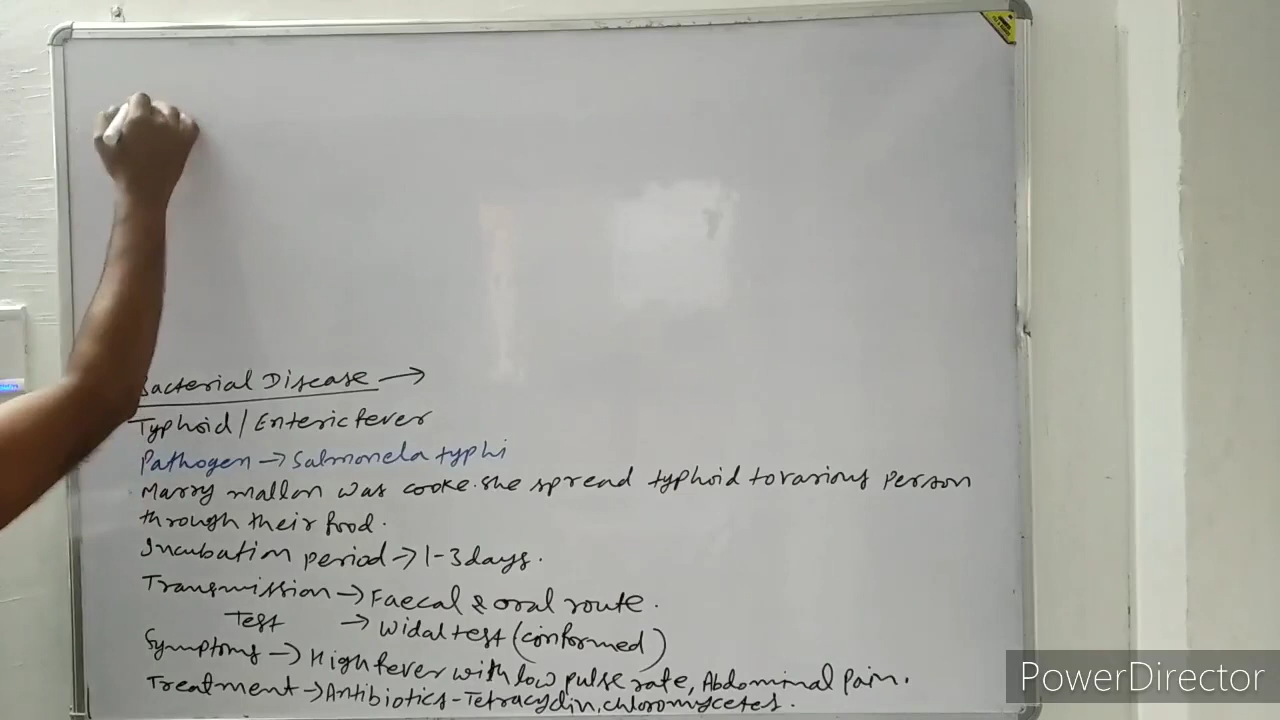 Bacterial Disease →
Typhoid / Enteric fever
Pathogen → Salmonela typhi
Marry mallon was cooke. She spread typhoid to various person
through their food.
Incubation period → 1-3 days.
Transmission → Faecal & oral route.
Test → Widal test (conformed)
Symptoms → High fever with low pulse rate, Abdominal Pain.
Treatment → Antibiotics - Tetracyclin, chloromycetes.
PowerDirector